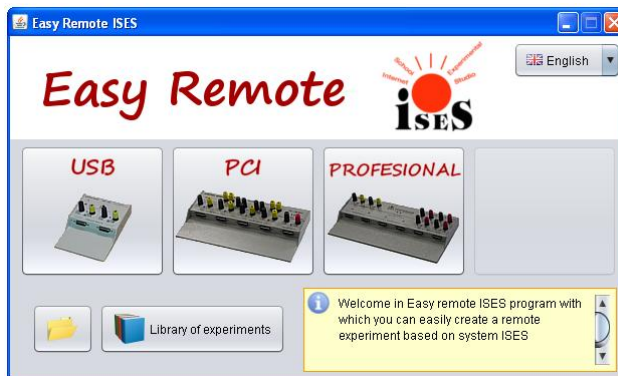 Easy Remote ISES
Easy Remote
School Experimental
Internet Studio
iSES
English
USB
PCI
PROFESIONAL
Library of experiments
Welcome in Easy remote ISES program with
which you can easily create a remote
experiment based on system ISES